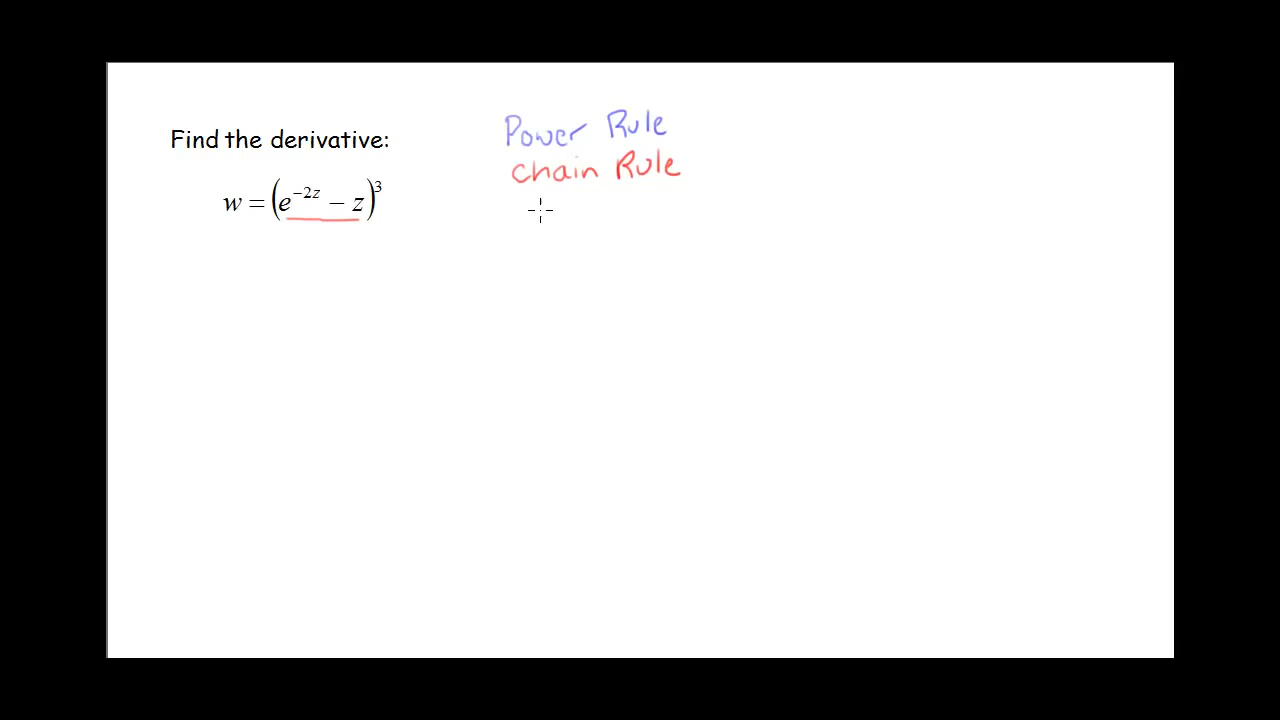 Find the derivative:
Power Rule
chain Rule
w = (e^{-2z} - z)^3